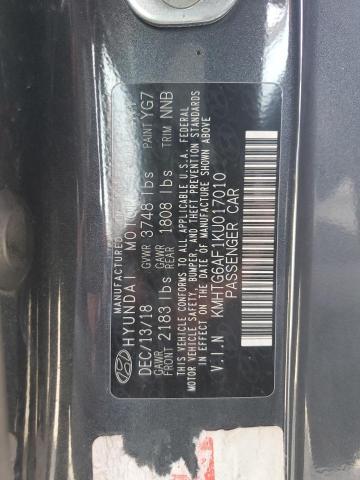 MANUFACTURED
HYUNDAI MOTOR
DEC/13/18 GVWR 3748 lbs PAINT YG7
GAWR FRONT 2183 lbs GAWR REAR 1808 lbs TRIM NNB
THIS VEHICLE CONFORMS TO ALL APPLICABLE U.S.A. FEDERAL
MOTOR VEHICLE SAFETY, BUMPER, AND THEFT PREVENTION STANDARDS
IN EFFECT ON THE DATE OF MANUFACTURE SHOWN ABOVE
V.I.N KMHTG6AF1KU017010
PASSENGER CAR